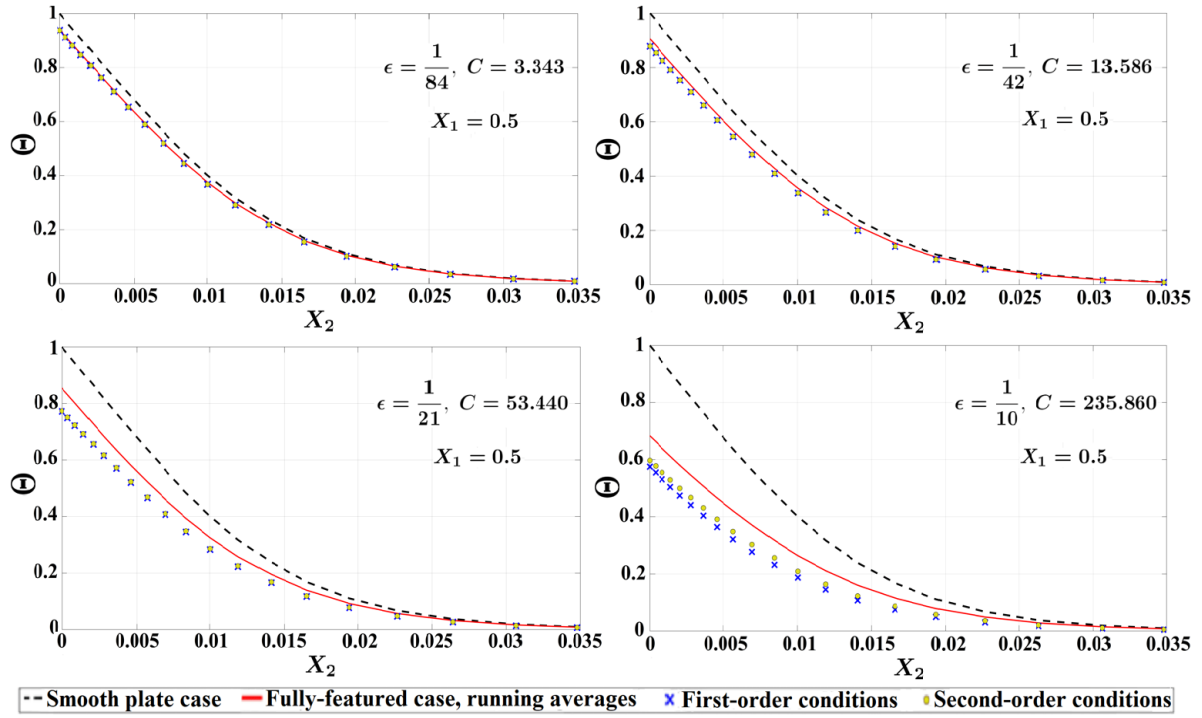 1
0.8
0.6
0.4
0.2
0
Θ
ϵ = 1/84, C = 3.343
X₁ = 0.5
0 0.005 0.01 0.015 0.02 0.025 0.03 0.035
X₂
1
0.8
0.6
0.4
0.2
0
Θ
ϵ = 1/42, C = 13.586
X₁ = 0.5
0 0.005 0.01 0.015 0.02 0.025 0.03 0.035
X₂
1
0.8
0.6
0.4
0.2
0
Θ
ϵ = 1/21, C = 53.440
X₁ = 0.5
0 0.005 0.01 0.015 0.02 0.025 0.03 0.035
X₂
1
0.8
0.6
0.4
0.2
0
Θ
ϵ = 1/10, C = 235.860
X₁ = 0.5
0 0.005 0.01 0.015 0.02 0.025 0.03 0.035
X₂
Smooth plate case Fully-featured case, running averages First-order conditions Second-order conditions